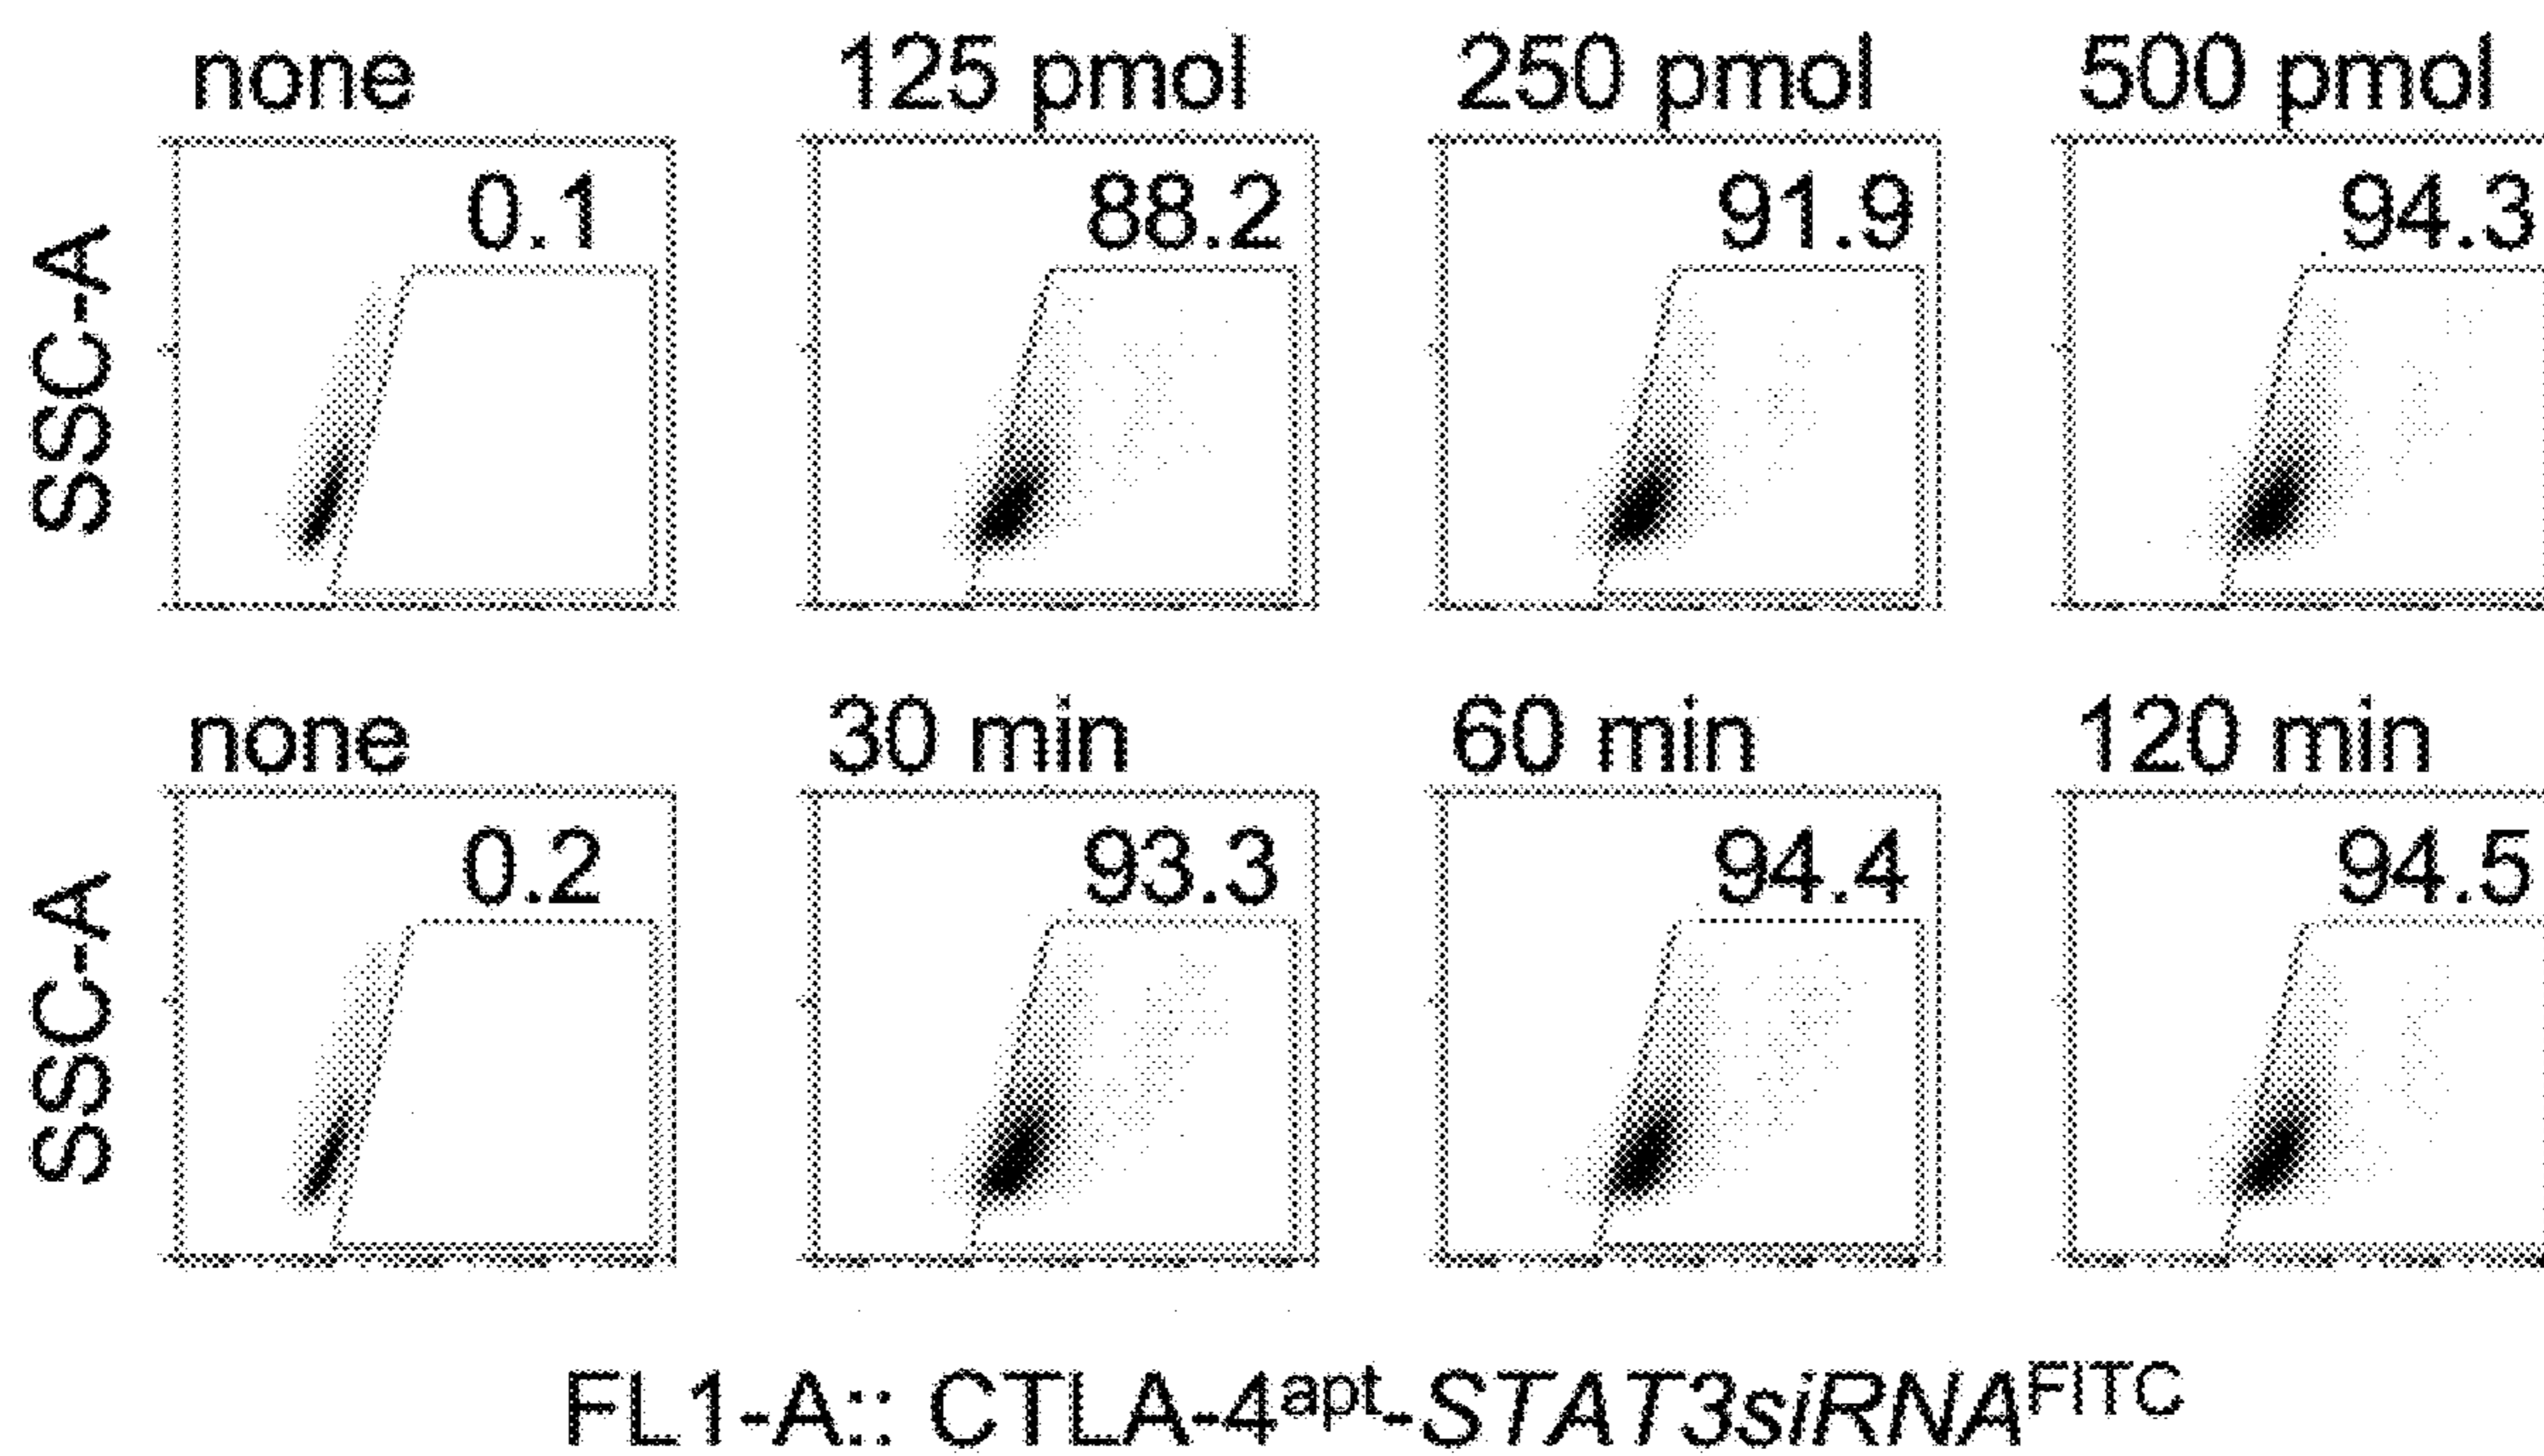 none 125 pmol 250 pmol 500 pmol
SSC-A 0.1 88.2 91.9 94.3
none 30 min 60 min 120 min
SSC-A 0.2 93.3 94.4 94.5
FL1-A:: CTLA-4apt-STAT3siRNAFITC